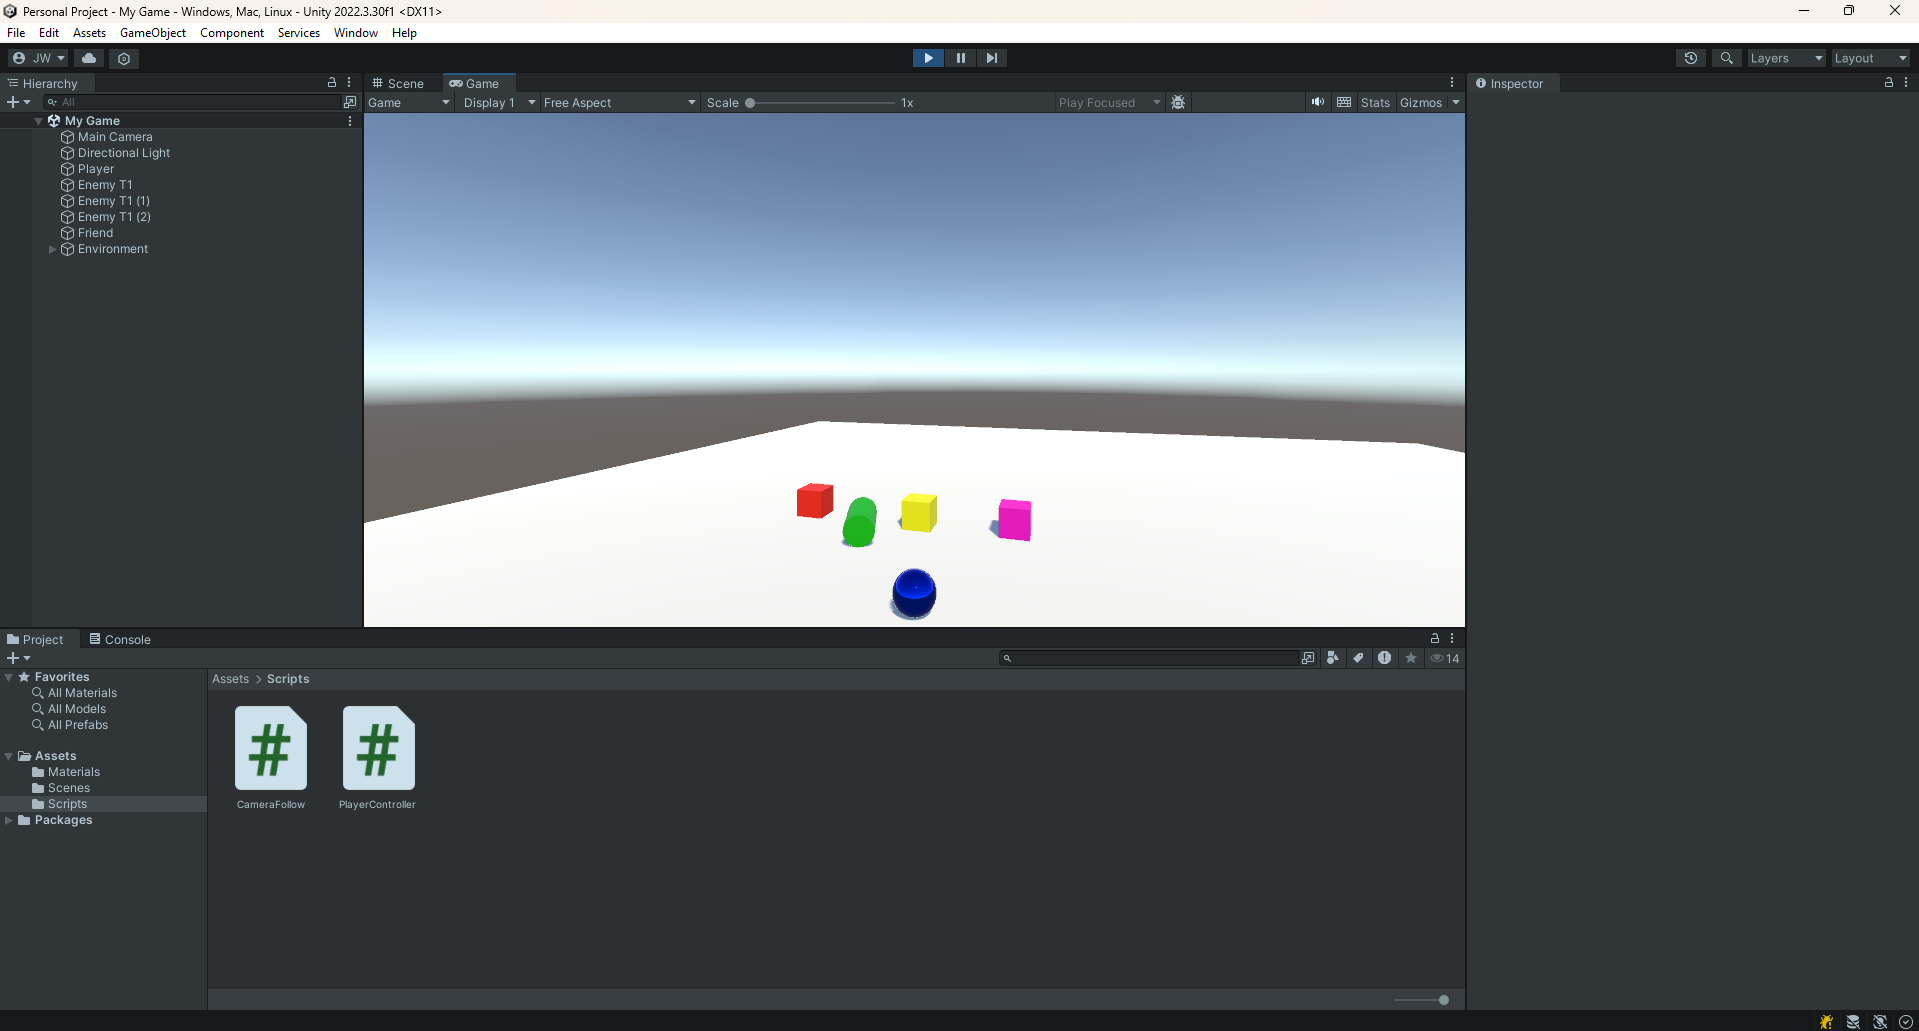 Personal Project - My Game - Windows, Mac, Linux - Unity 2022.3.30f1 <DX11>
File Edit Assets GameObject Component Services Window Help
JW Layers Layout
Hierarchy Scene Game Inspector
All Game Display 1 Free Aspect Scale 1x Play Focused Stats Gizmos
My Game
Main Camera
Directional Light
Player
Enemy T1
Enemy T1 (1)
Enemy T1 (2)
Friend
Environment
Project Console
14
Favorites Assets > Scripts
All Materials
All Models
All Prefabs
Assets
Materials
Scenes
Scripts CameraFollow PlayerController
Packages